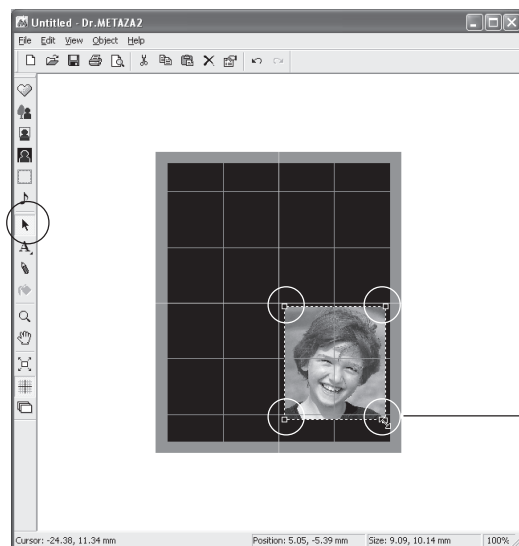 Untitled - Dr.METAZA2
File Edit View Object Help
A
Cursor: -24.38, 11.34 mm Position: 5.05, -5.39 mm Size: 9.09, 10.14 mm 100%